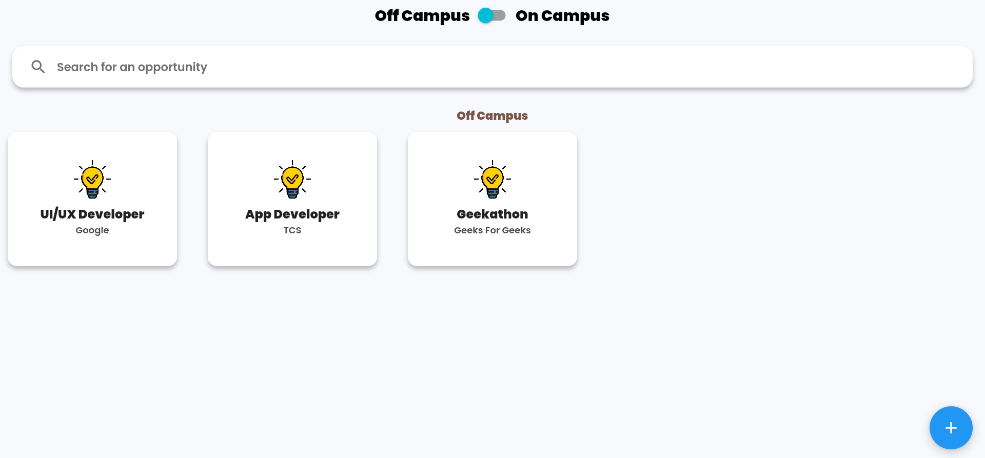 Off Campus On Campus
Search for an opportunity
Off Campus
UI/UX Developer
Google
App Developer
TCS
Geekathon
Geeks For Geeks
+